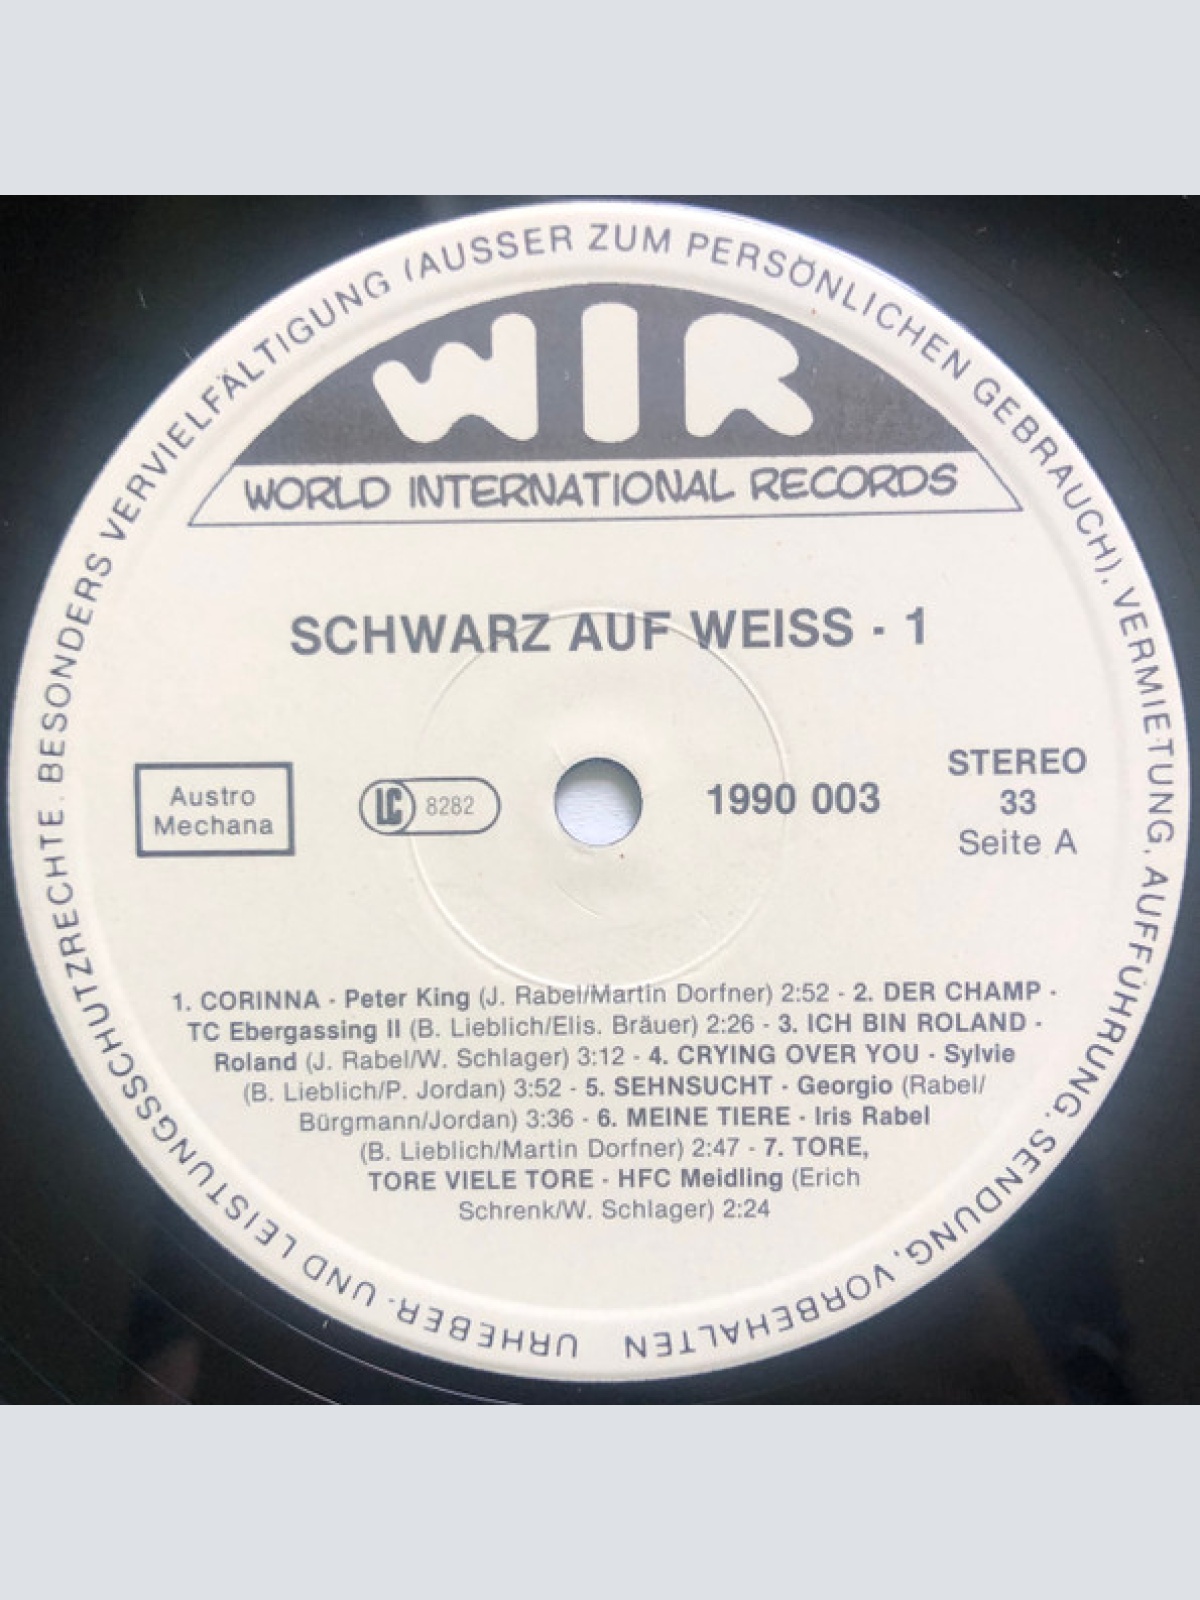 URHEBER- UND LEISTUNGSSCHUTZRECHTE. BESONDERS VERVIELFÄLTIGUNG (AUSSER ZUM PERSÖNLICHEN GEBRAUCH), VERMIETUNG, AUFFÜHRUNG, SENDUNG, VORBEHALTEN
WIR
WORLD INTERNATIONAL RECORDS
SCHWARZ AUF WEISS - 1
Austro
Mechana
LC 8282
1990 003
STEREO
33
Seite A
1. CORINNA - Peter King (J. Rabel/Martin Dorfner) 2:52 - 2. DER CHAMP -
TC Ebergassing II (B. Lieblich/Elis. Bräuer) 2:26 - 3. ICH BIN ROLAND -
Roland (J. Rabel/W. Schlager) 3:12 - 4. CRYING OVER YOU - Sylvie
(B. Lieblich/P. Jordan) 3:52 - 5. SEHNSUCHT - Georgio (Rabel/
Bürgmann/Jordan) 3:36 - 6. MEINE TIERE - Iris Rabel
(B. Lieblich/Martin Dorfner) 2:47 - 7. TORE,
TORE VIELE TORE - HFC Meidling (Erich
Schrenk/W. Schlager) 2:24